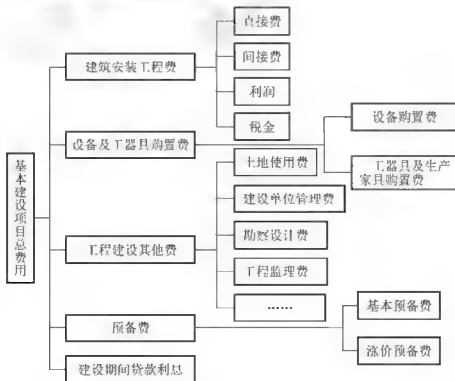 基本建设项目总费用
建筑安装工程费
直接费
间接费
利润
税金
设备及工器具购置费
设备购置费
工器具及生产
家具购置费
工程建设其他费
土地使用费
建设单位管理费
勘察设计费
工程监理费
……
预备费
基本预备费
涨价预备费
建设期间贷款利总